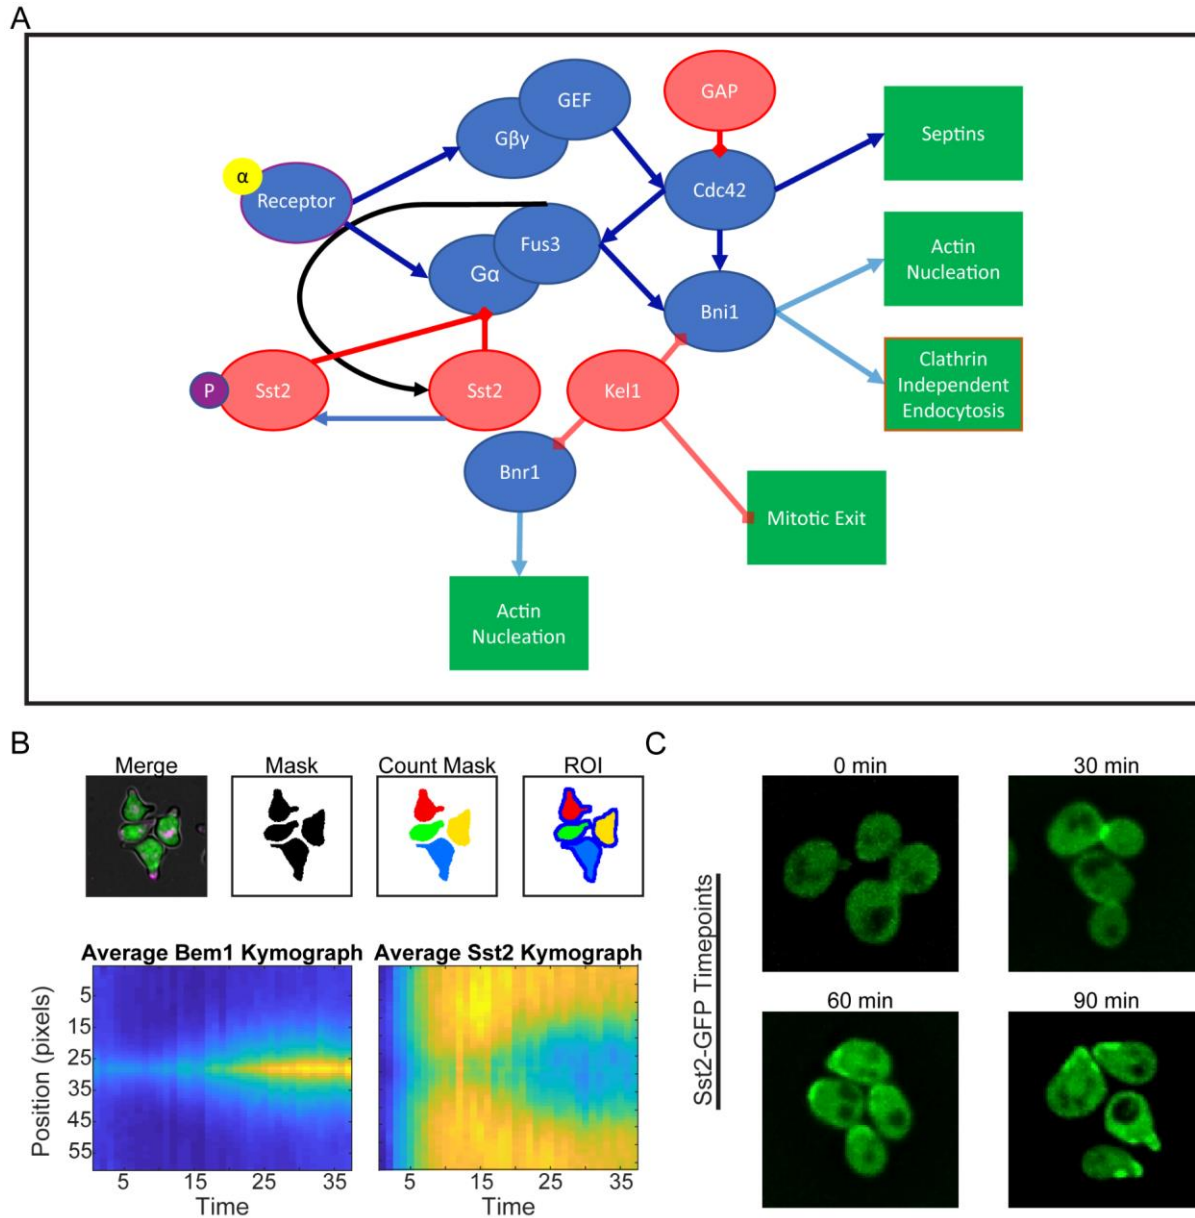 A
GEF
GAP
Gβγ
Septins
α
Receptor
Cdc42
Fus3
Gα
Actin
Nucleation
Bni1
P
Sst2
Sst2
Kel1
Clathrin
Independent
Endocytosis
Bnr1
Mitotic Exit
Actin
Nucleation
B
Merge
Mask
Count Mask
ROI
Average Bem1 Kymograph
Average Sst2 Kymograph
Position (pixels)
5
15
25
35
45
55
5 15 25 35
Time
5 15 25 35
Time
C
Sst2-GFP Timepoints
0 min
30 min
60 min
90 min